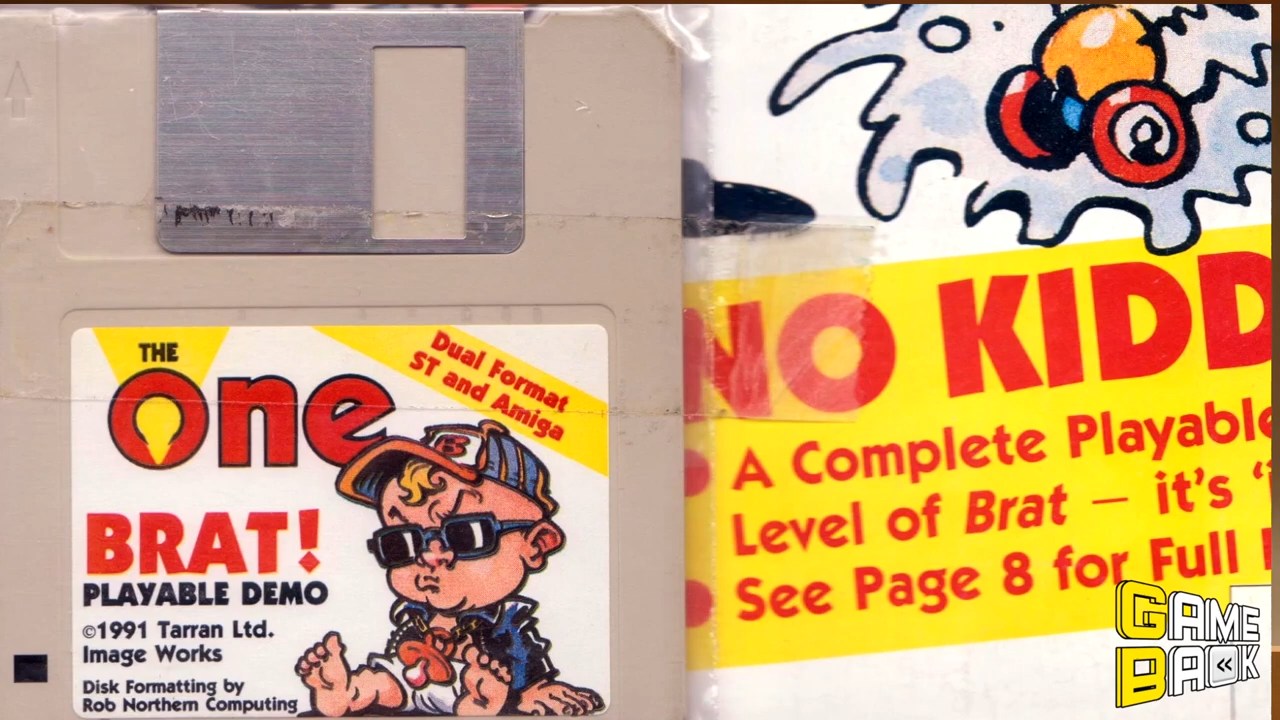 THE
One
Dual Format
ST and Amiga
B
BRAT!
PLAYABLE DEMO
©1991 Tarran Ltd.
Image Works
Disk Formatting by
Rob Northern Computing
NO KIDD
A Complete Playable
Level of Brat – it's "
See Page 8 for Full
GAME
BACK